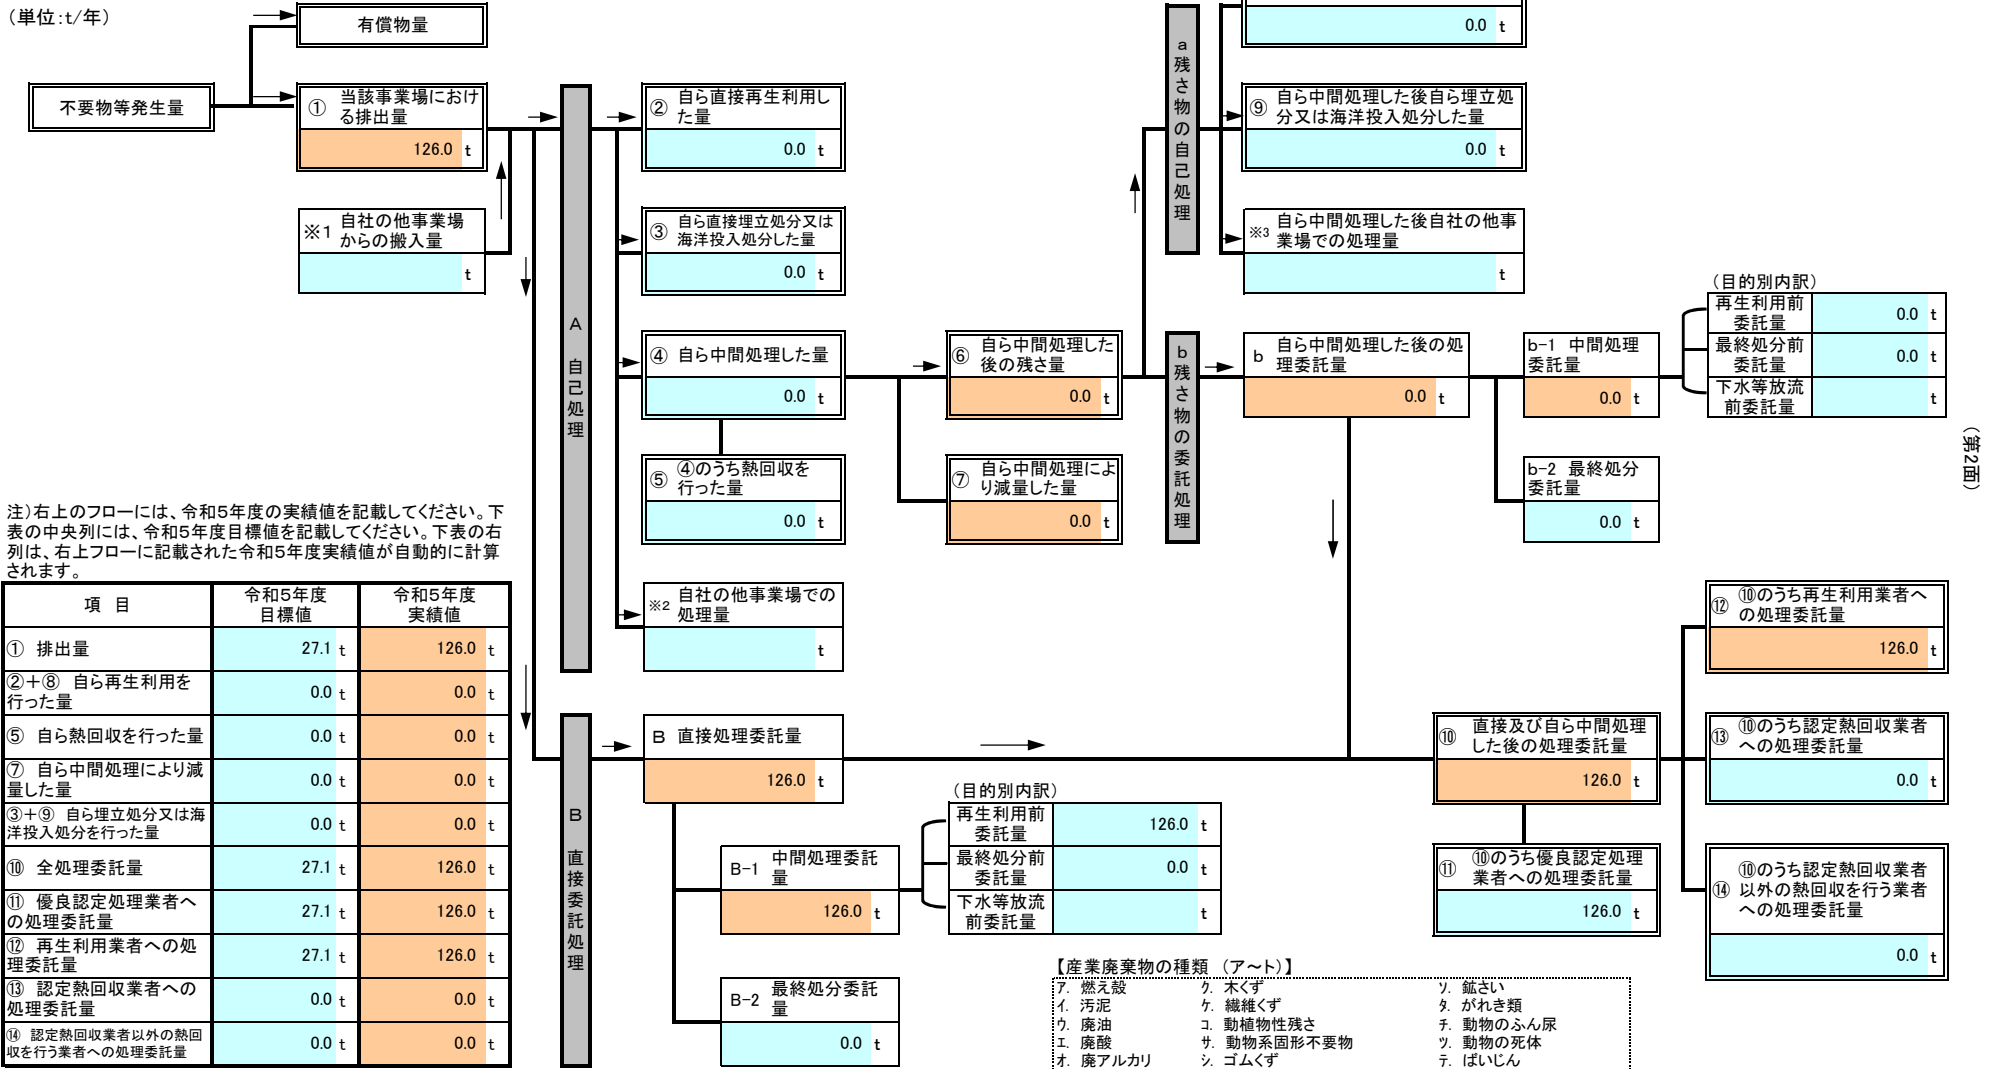 (単位:t/年)
有償物量
不要物等発生量
① 当該事業場におけ
る排出量
126.0 t
※1 自社の他事業場
からの搬入量
t
A 自己処理
② 自ら直接再生利用し
た量
0.0 t
③ 自ら直接埋立処分又は
海洋投入処分した量
0.0 t
④ 自ら中間処理した量
0.0 t
⑤ ④のうち熱回収を
行った量
0.0 t
※2 自社の他事業場での
処理量
t
⑥ 自ら中間処理した
後の残さ量
0.0 t
⑦ 自ら中間処理によ
り減量した量
0.0 t
a 残さ物の自己処理
0.0 t
⑨ 自ら中間処理した後自ら埋立処
分又は海洋投入処分した量
0.0 t
※3 自ら中間処理した後自社の他事
業場での処理量
t
b 残さ物の委託処理
b 自ら中間処理した後の処
理委託量
0.0 t
b-1 中間処理
委託量
0.0 t
b-2 最終処分
委託量
0.0 t
(目的別内訳)
再生利用前
委託量
0.0 t
最終処分前
委託量
0.0 t
下水等放流
前委託量
t
(第2面)
注)右上のフローには、令和5年度の実績値を記載してください。下
表の中央列には、令和5年度目標値を記載してください。下表の右
列は、右上フローに記載された令和5年度実績値が自動的に計算
されます。
項 目
令和5年度
目標値
令和5年度
実績値
① 排出量
27.1 t
126.0 t
②+⑧ 自ら再生利用を
行った量
0.0 t
0.0 t
⑤ 自ら熱回収を行った量
0.0 t
0.0 t
⑦ 自ら中間処理により減
量した量
0.0 t
0.0 t
③+⑨ 自ら埋立処分又は海
洋投入処分を行った量
0.0 t
0.0 t
⑩ 全処理委託量
27.1 t
126.0 t
⑪ 優良認定処理業者へ
の処理委託量
27.1 t
126.0 t
⑫ 再生利用業者への処
理委託量
27.1 t
126.0 t
⑬ 認定熱回収業者への
処理委託量
0.0 t
0.0 t
⑭ 認定熱回収業者以外の熱回
収を行う業者への処理委託量
0.0 t
0.0 t
B 直接委託処理
B 直接処理委託量
126.0 t
B-1 中間処理委託
量
126.0 t
B-2 最終処分委託
量
0.0 t
(目的別内訳)
再生利用前
委託量
126.0 t
最終処分前
委託量
0.0 t
下水等放流
前委託量
t
⑩ 直接及び自ら中間処理
した後の処理委託量
126.0 t
⑪ ⑩のうち優良認定処理
業者への処理委託量
126.0 t
⑫ ⑩のうち再生利用業者へ
の処理委託量
126.0 t
⑬ ⑩のうち認定熱回収業者
への処理委託量
0.0 t
⑭ ⑩のうち認定熱回収業者
以外の熱回収を行う業者
への処理委託量
0.0 t
【産業廃棄物の種類 (ア~ト)】
ア. 燃え殻 ク. 木くず ソ. 鉱さい
イ. 汚泥 ケ. 繊維くず タ. がれき類
ウ. 廃油 コ. 動植物性残さ チ. 動物のふん尿
エ. 廃酸 サ. 動物系固形不要物 ツ. 動物の死体
オ. 廃アルカリ シ. ゴムくず テ. ばいじん